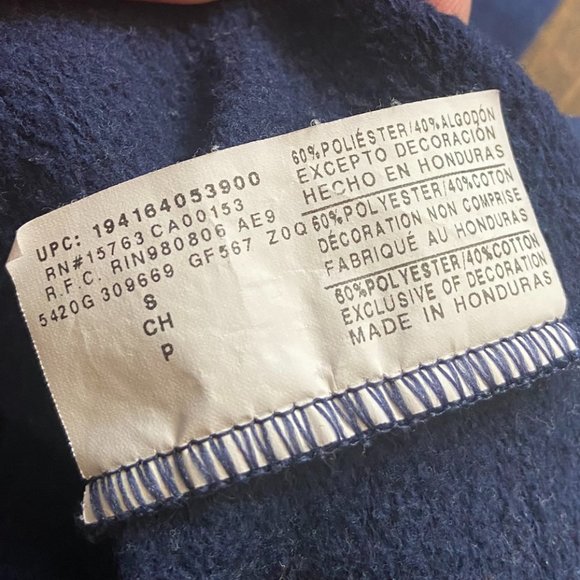 UPC: 194164053900
RN#15763 CA00153
R.F.C. RIN980806 AE9
5420G 309669 GF567 Z0Q
S
CH
P
60%POLIÉSTER/40%ALGODÓN
EXCEPTO DECORACIÓN
HECHO EN HONDURAS
60%POLYESTER/40%COTON
DÉCORATION NON COMPRISE
FABRIQUÉ AU HONDURAS
60%POLYESTER/40%COTTON
EXCLUSIVE OF DECORATION
MADE IN HONDURAS